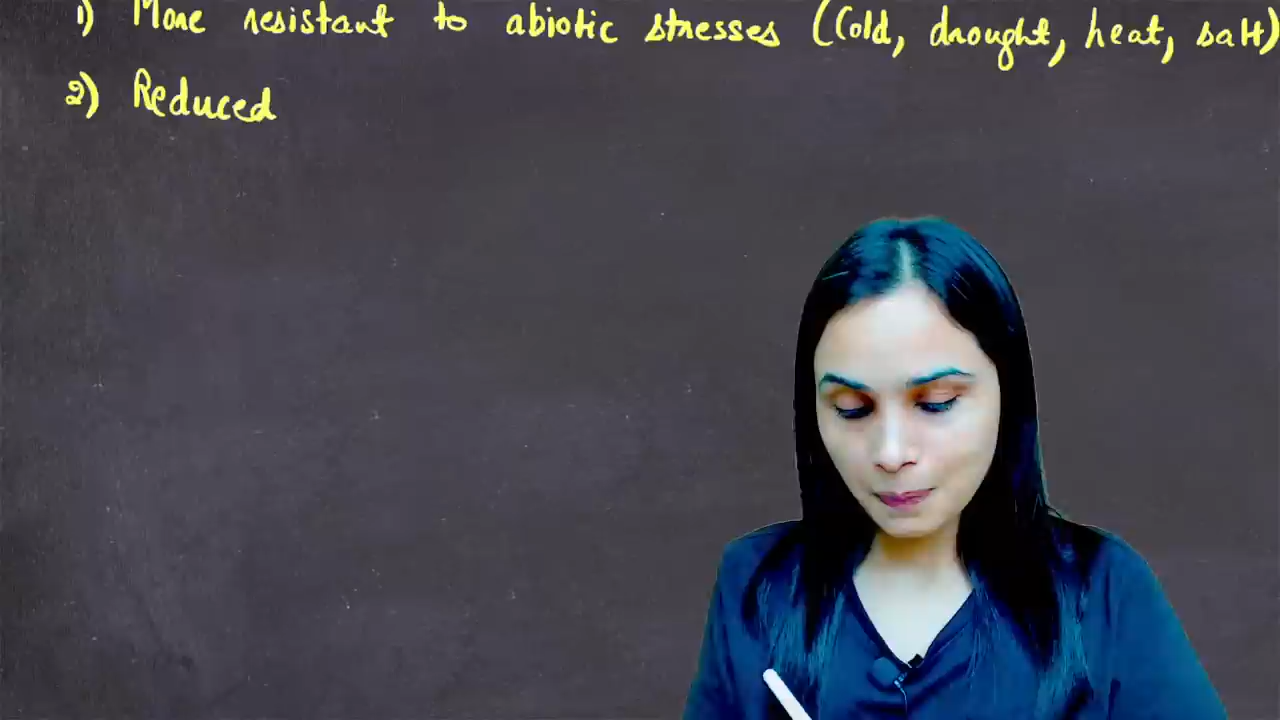 1) More resistant to abiotic stresses (Cold, drought, heat, salt)
2) Reduced